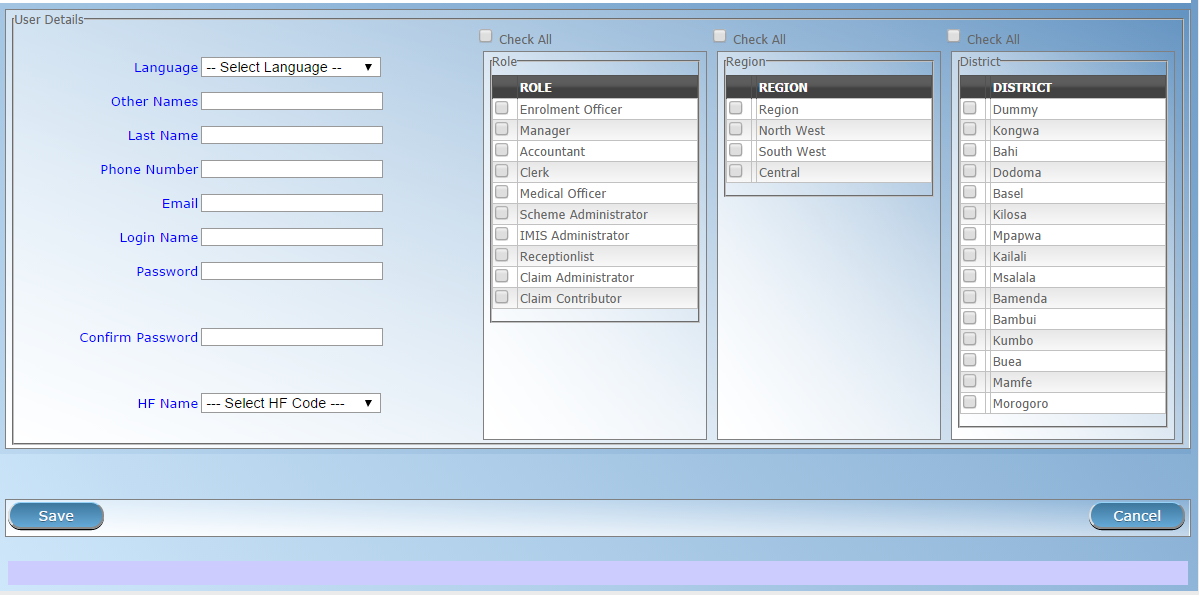 User Details
Language -- Select Language --
Other Names
Last Name
Phone Number
Email
Login Name
Password
Confirm Password
HF Name --- Select HF Code ---
Check All
Role
ROLE
Enrolment Officer
Manager
Accountant
Clerk
Medical Officer
Scheme Administrator
IMIS Administrator
Receptionlist
Claim Administrator
Claim Contributor
Check All
Region
REGION
Region
North West
South West
Central
Check All
District
DISTRICT
Dummy
Kongwa
Bahi
Dodoma
Basel
Kilosa
Mpapwa
Kailali
Msalala
Bamenda
Bambui
Kumbo
Buea
Mamfe
Morogoro
Save
Cancel